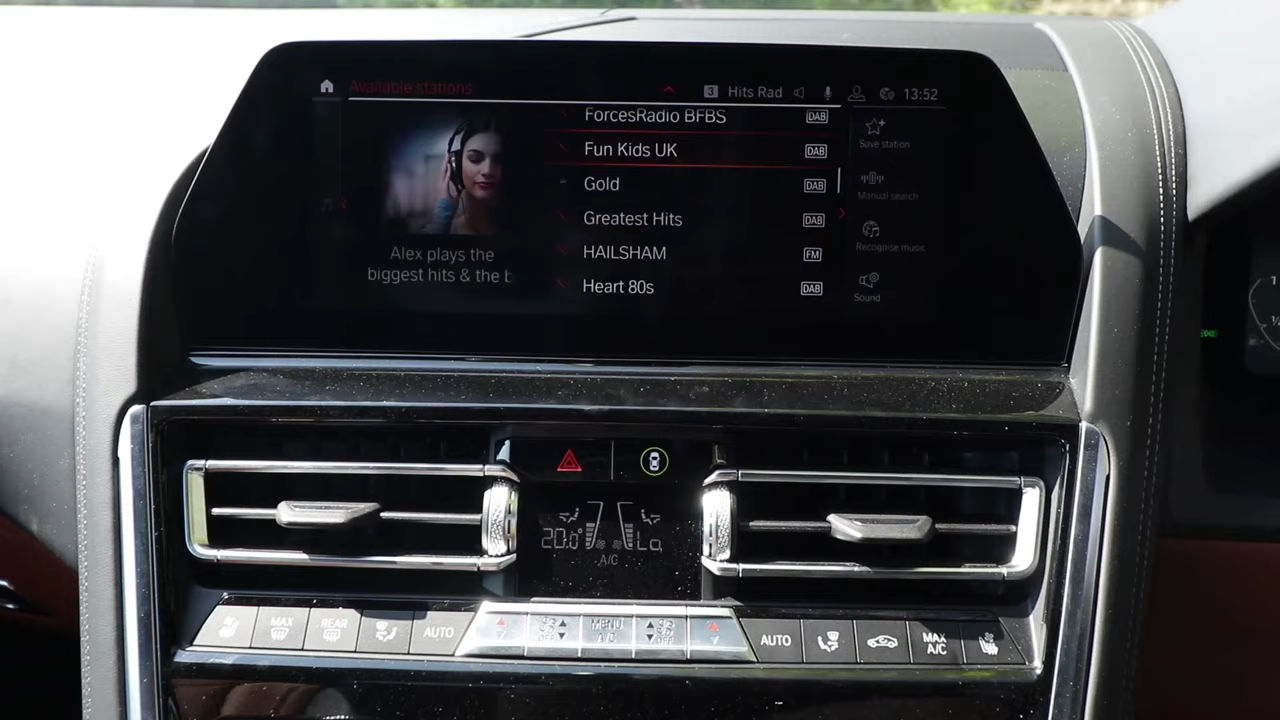 Available stations
3 Hits Rad 13:52
ForcesRadio BFBS DAB
Fun Kids UK DAB
Gold DAB
Greatest Hits DAB
HAILSHAM FM
Heart 80s DAB
Alex plays the
biggest hits & the b
Save station
Manual search
Recognise music
Sound
20.0°
Lo
A/C
MAX
REAR
AUTO
OFF
MENU
A/C
OFF
AUTO
MAX
A/C